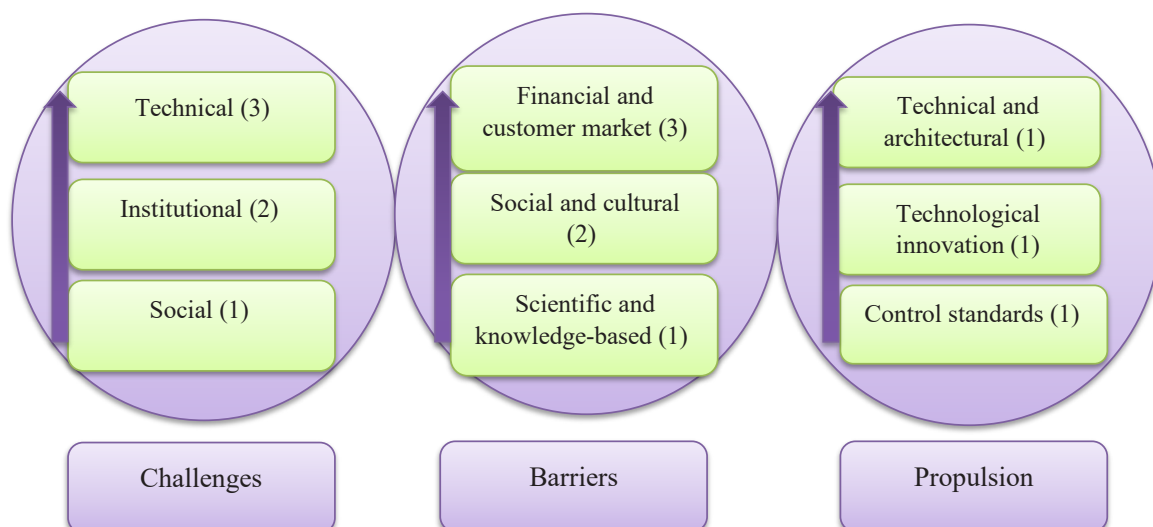 Technical (3)
Institutional (2)
Social (1)
Challenges
Financial and
customer market (3)
Social and cultural
(2)
Scientific and
knowledge-based (1)
Barriers
Technical and
architectural (1)
Technological
innovation (1)
Control standards (1)
Propulsion